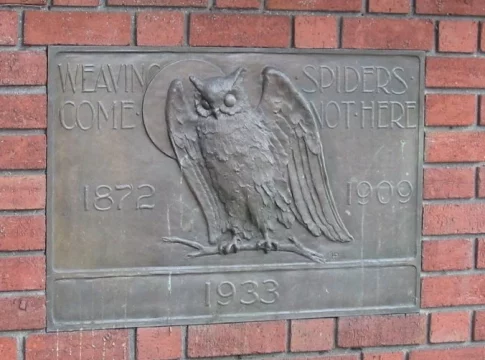 WEAVING SPIDERS
COME NOT HERE
1872 1909
1933